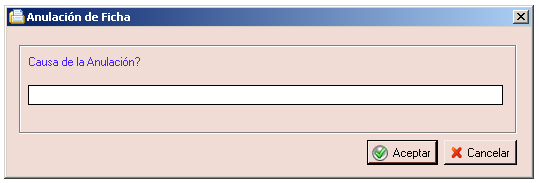 Anulación de Ficha
Causa de la Anulación?
Aceptar
Cancelar